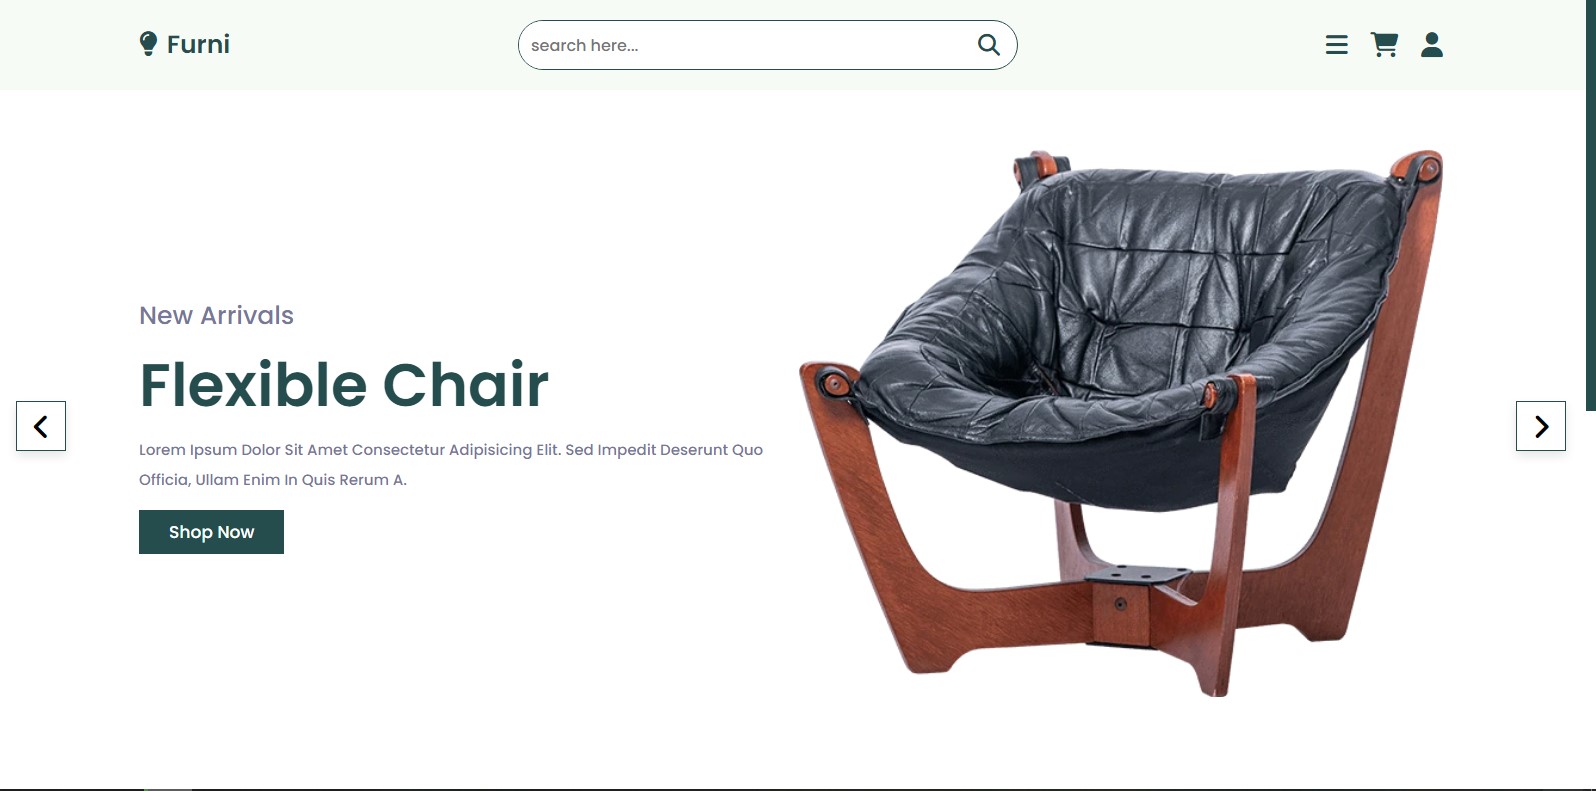 Furni
search here...
New Arrivals
Flexible Chair
Lorem Ipsum Dolor Sit Amet Consectetur Adipisicing Elit. Sed Impedit Deserunt Quo
Officia, Ullam Enim In Quis Rerum A.
Shop Now